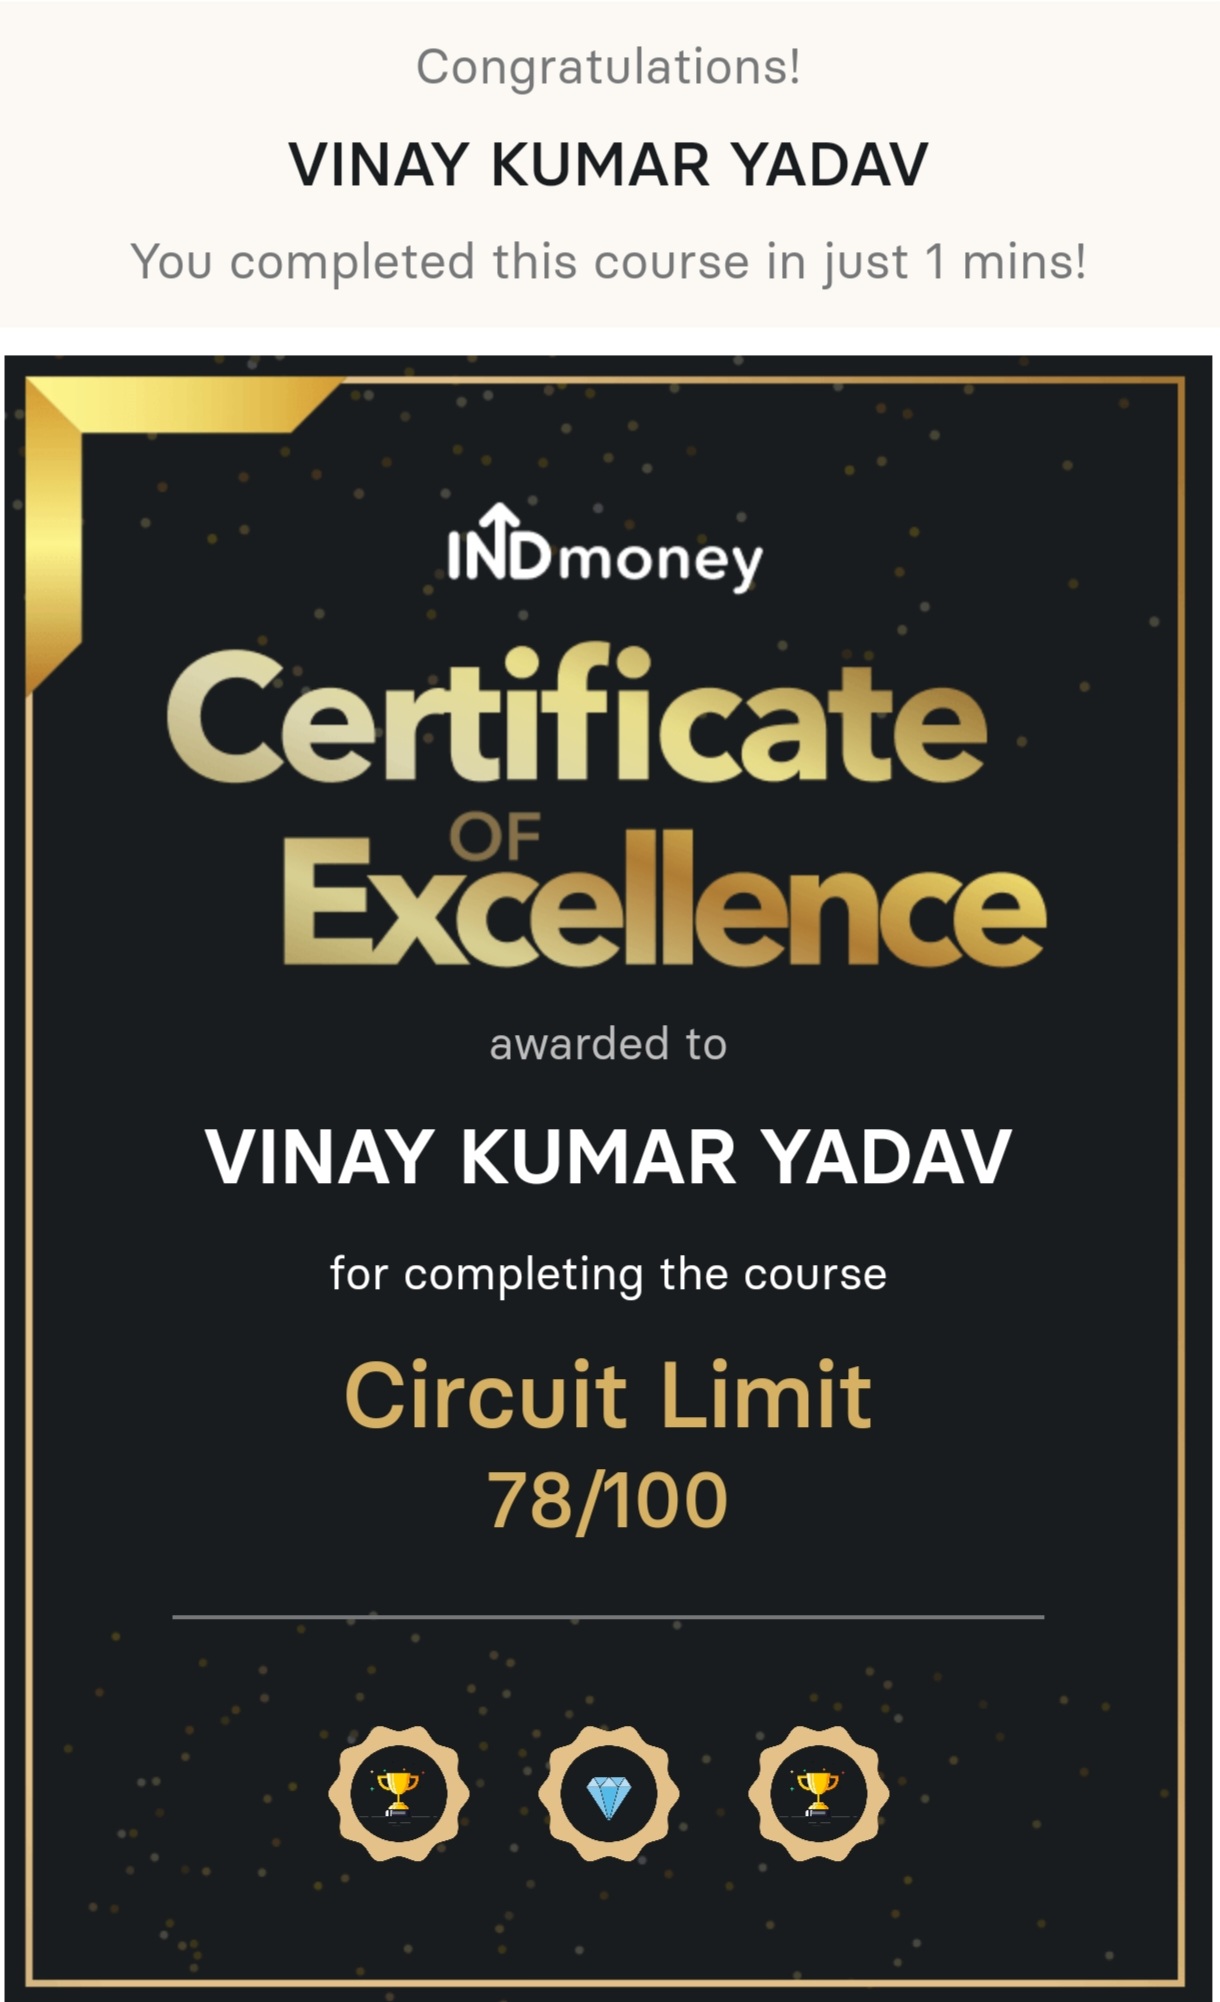 Congratulations!
VINAY KUMAR YADAV
You completed this course in just 1 mins!
INDmoney
Certificate
OF
Excellence
awarded to
VINAY KUMAR YADAV
for completing the course
Circuit Limit
78/100